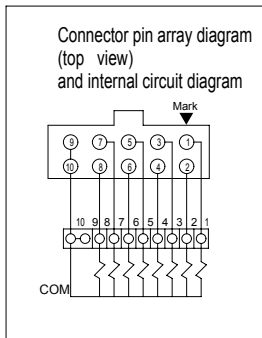 Connector pin array diagram
(top view)
and internal circuit diagram
Mark
9 7 5 3 1
10 8 6 4 2
10 9 8 7 6 5 4 3 2 1
COM